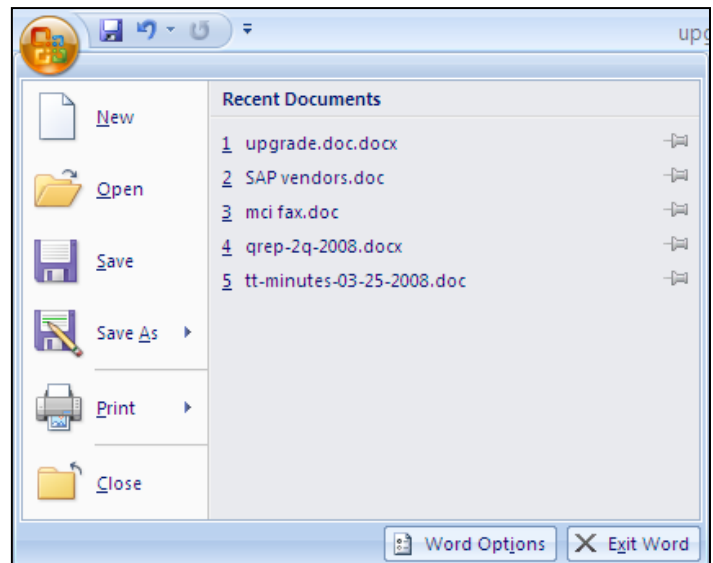 upg
New
Open
Save
Save As
Print
Close
Recent Documents
1 upgrade.doc.docx
2 SAP vendors.doc
3 mci fax.doc
4 qrep-2q-2008.docx
5 tt-minutes-03-25-2008.doc
Word Options
Exit Word